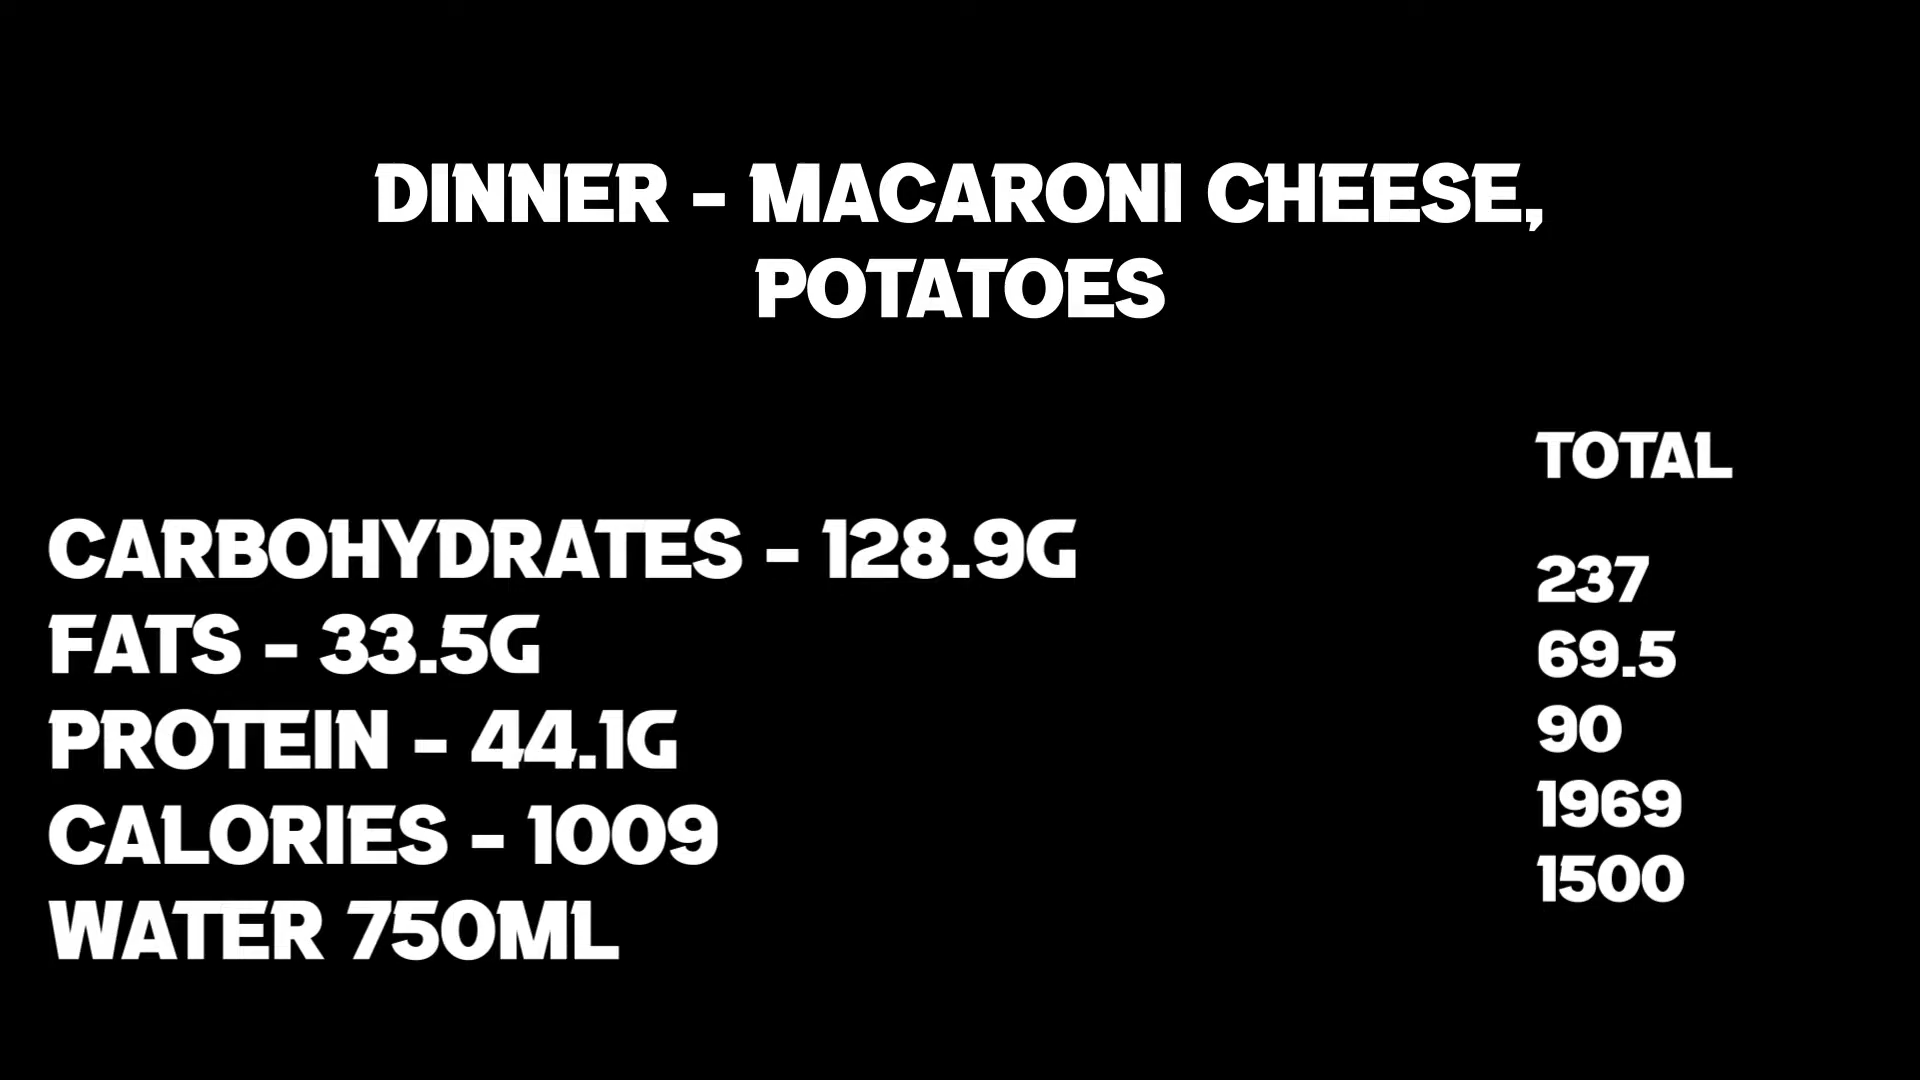 DINNER - MACARONI CHEESE,
POTATOES
CARBOHYDRATES - 128.9G
FATS - 33.5G
PROTEIN - 44.1G
CALORIES - 1009
WATER 750ML
TOTAL
237
69.5
90
1969
1500